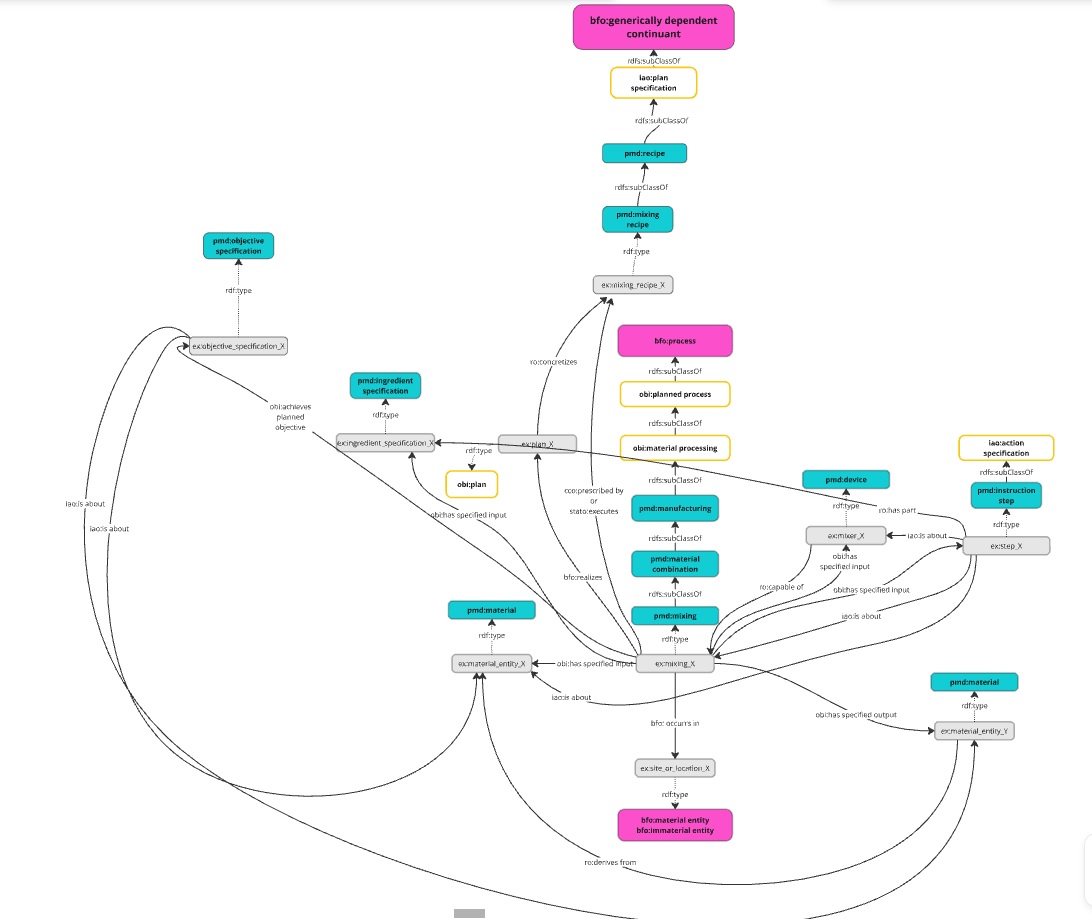 bfo:generically dependent
continuant
rdfs:subClassOf
iao:plan
specification
rdfs:subClassOf
pmd:recipe
rdfs:subClassOf
pmd:mixing
recipe
rdf:type
ex:mixing_recipe_X
pmd:objective
specification
rdf:type
ex:objective_specification_X
bfo:process
rdfs:subClassOf
obi:planned process
rdfs:subClassOf
obi:material processing
rdfs:subClassOf
pmd:manufacturing
rdfs:subClassOf
pmd:material
combination
rdfs:subClassOf
pmd:mixing
rdf:type
ex:mixing_X
ro:concretizes
pmd:ingredient
specification
rdf:type
ex:ingredient_specification_X
obi:achieves
planned
objective
ex:plan_X
rdf:type
obi:plan
obi:has specified input
cco:prescribed by
or
stato:executes
bfo:realizes
iao:is about
iao:is about
iao:action
specification
rdfs:subClassOf
pmd:instruction
step
rdf:type
ex:step_X
pmd:device
rdf:type
ro:has part
ex:mixer_X
iao:is about
obi:has
specified input
ro:capable of
obi:has specified input
iao:is about
pmd:material
rdf:type
ex:material_entity_X
obi:has specified input
iao:is about
pmd:material
rdf:type
obi:has specified output
ex:material_entity_Y
bfo: occurs in
ex:site_or_location_X
rdf:type
bfo:material entity
bfo:immaterial entity
ro:derives from